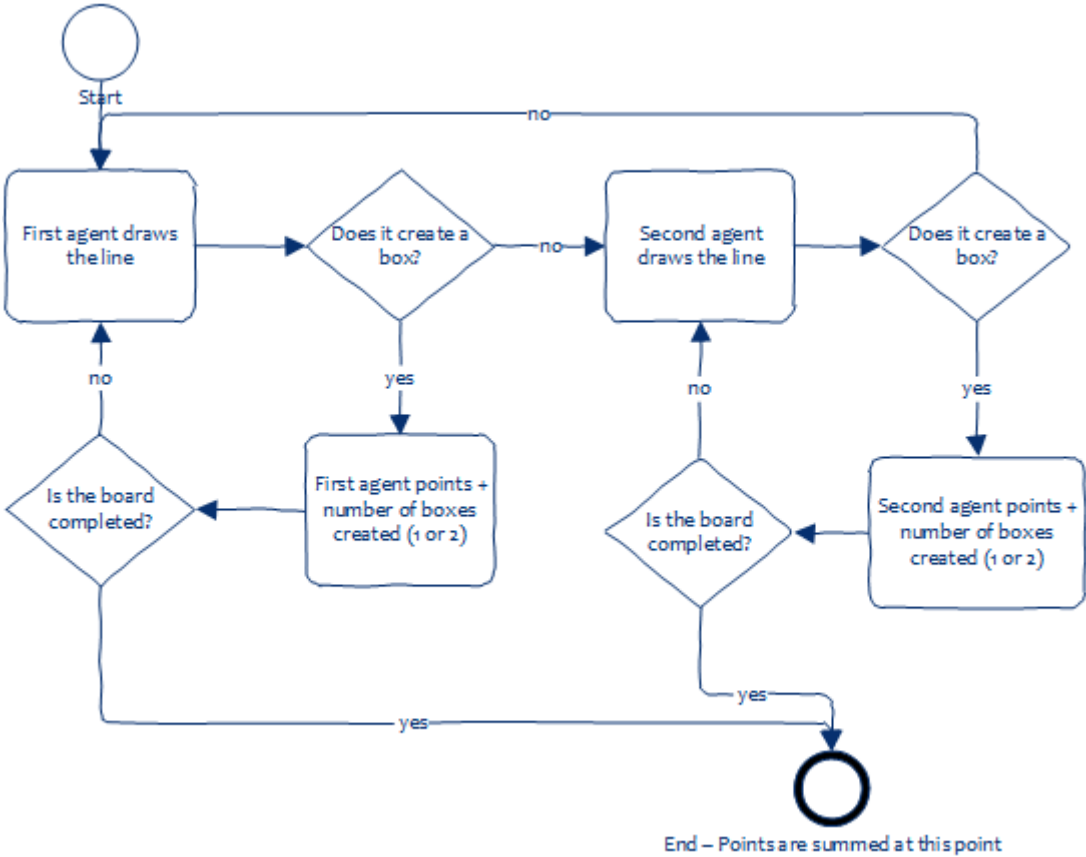 Start
no
First agent draws
the line
Does it create a
box?
no
Second agent
draws the line
Does it create a
box?
no
yes
no
yes
Is the board
completed?
First agent points +
number of boxes
created (1 or 2)
Is the board
completed?
Second agent points +
number of boxes
created (1 or 2)
yes
yes
End – Points are summed at this point